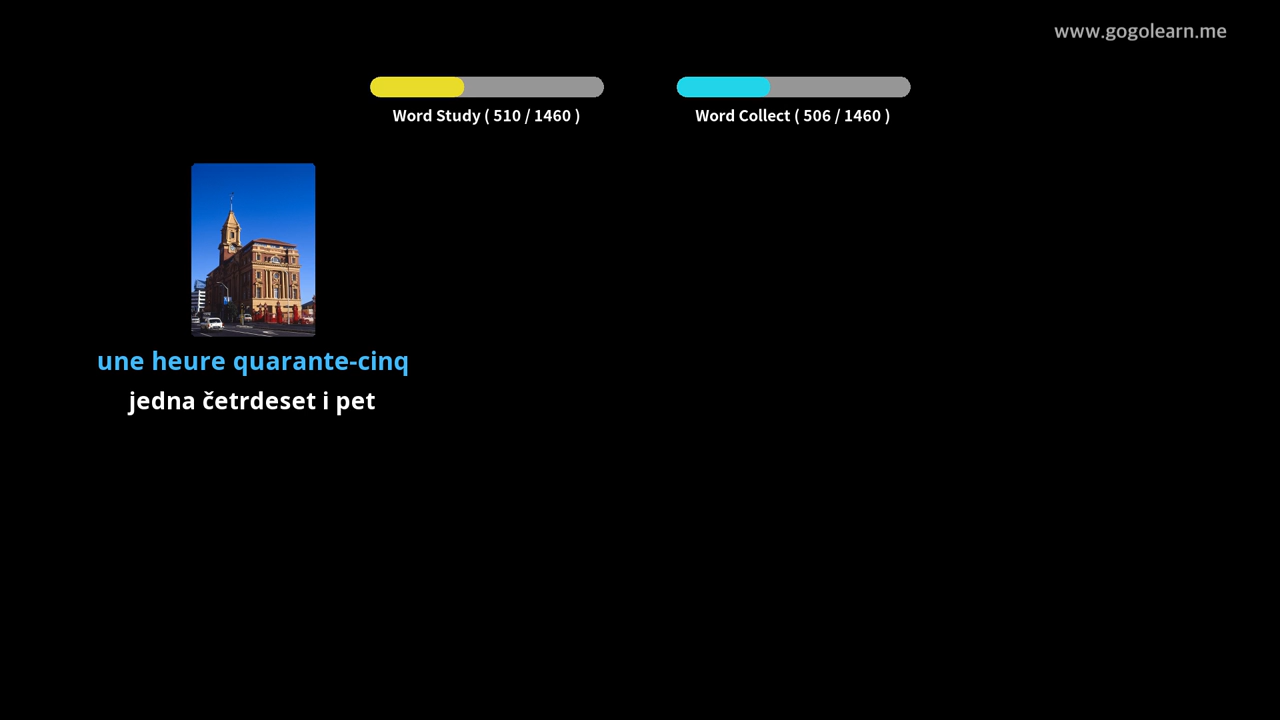 www.gogolearn.me
Word Study ( 510 / 1460 )
Word Collect ( 506 / 1460 )
une heure quarante-cinq
jedna četrdeset i pet